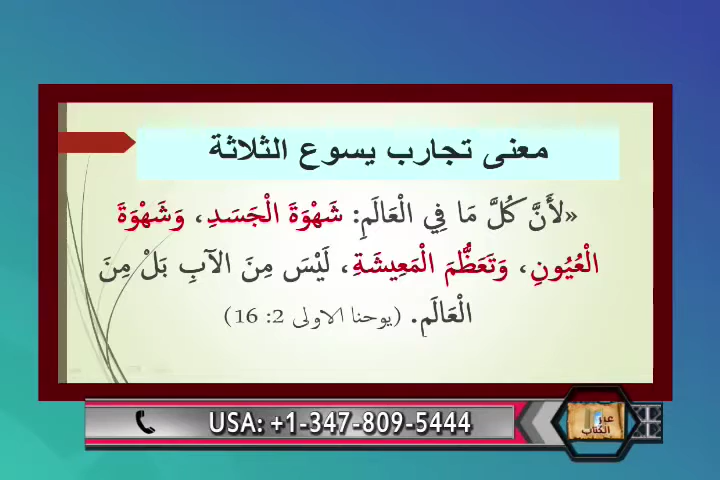 معنى تجارب يسوع الثلاثة
«لأَنَّ كُلَّ مَا فِي الْعَالَمِ: شَهْوَةَ الْجَسَدِ، وَشَهْوَةَ
الْعُيُونِ، وَتَعَظُّمَ الْمَعِيشَةِ، لَيْسَ مِنَ الآبِ بَلْ مِنَ
الْعَالَمِ. (يوحنا الاولى 2: 16)
USA: +1-347-809-5444
الكتاب